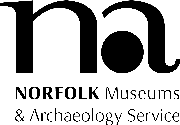 na
NORFOLK Museums
& Archaeology Service